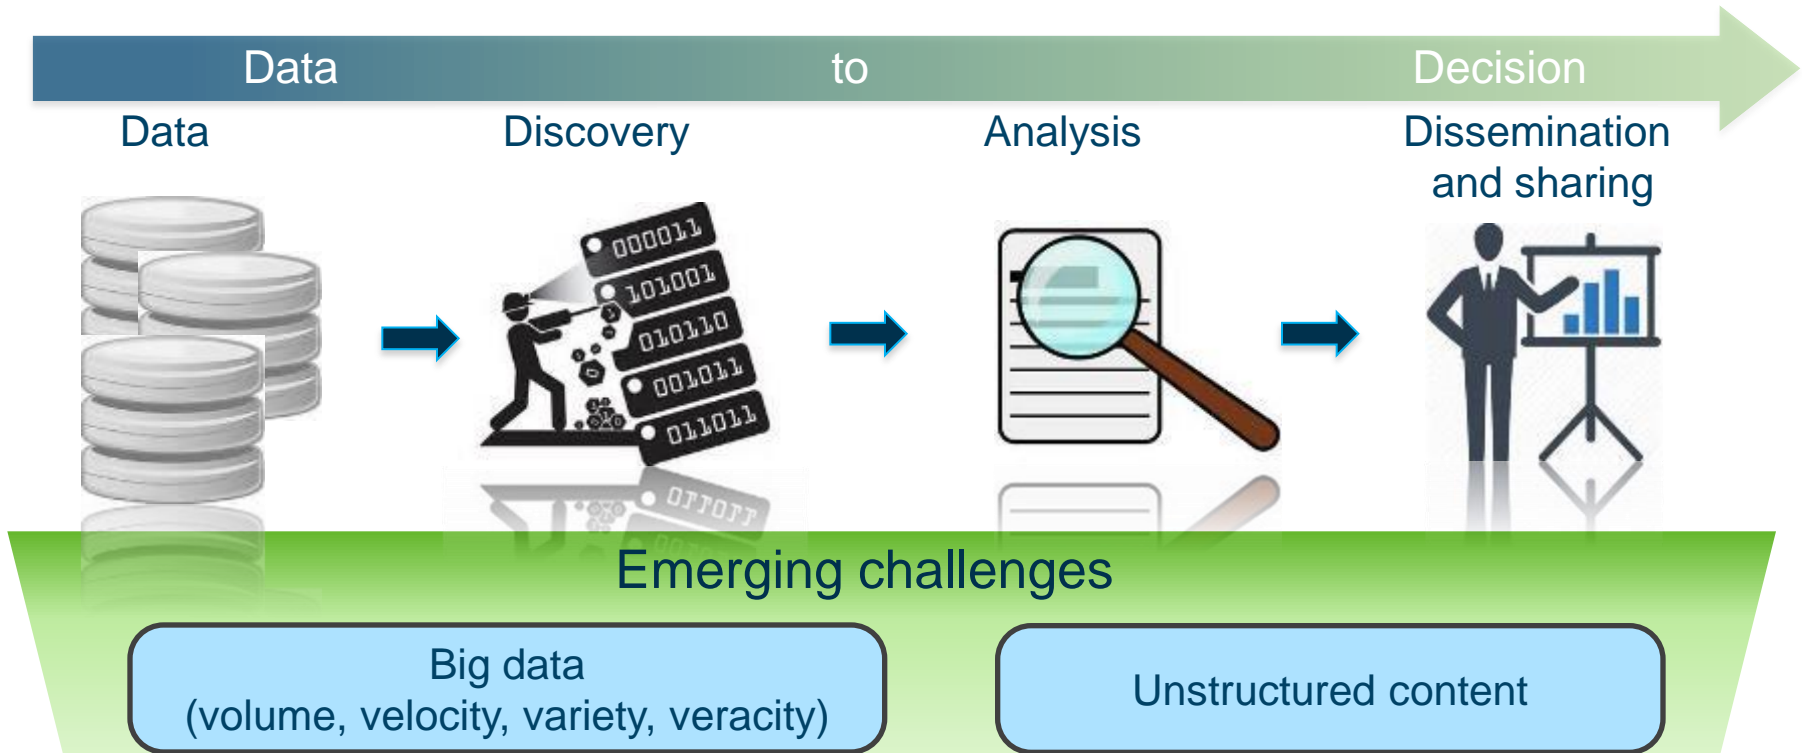 Data to Decision
Data
Discovery
Analysis
Dissemination
and sharing
000011
101001
010110
001011
011011
Emerging challenges
Big data
(volume, velocity, variety, veracity)
Unstructured content